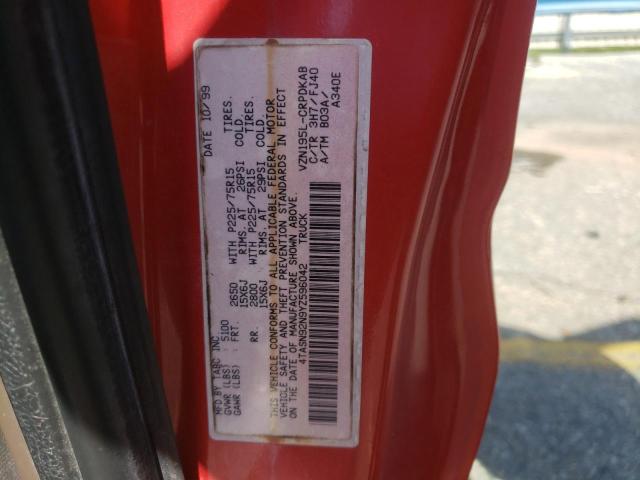 MFD BY TABC INC DATE 10/99
GVWR (LBS) : 5100
GAWR (LBS) : FRT. 2650 WITH P225/75R15 TIRES.
15X6J RIMS. AT 26PSI COLD.
RR. 2800 WITH P225/75R15 TIRES.
15X6J RIMS. AT 29PSI COLD.
THIS VEHICLE CONFORMS TO ALL APPLICABLE FEDERAL MOTOR
VEHICLE SAFETY AND THEFT PREVENTION STANDARDS IN EFFECT
ON THE DATE OF MANUFACTURE SHOWN ABOVE.
4TASN92N9YZ596042 TRUCK
VZN195L-CRPDKAB
C/TR 3H7/FJ40
A/TM B03A/
A340E